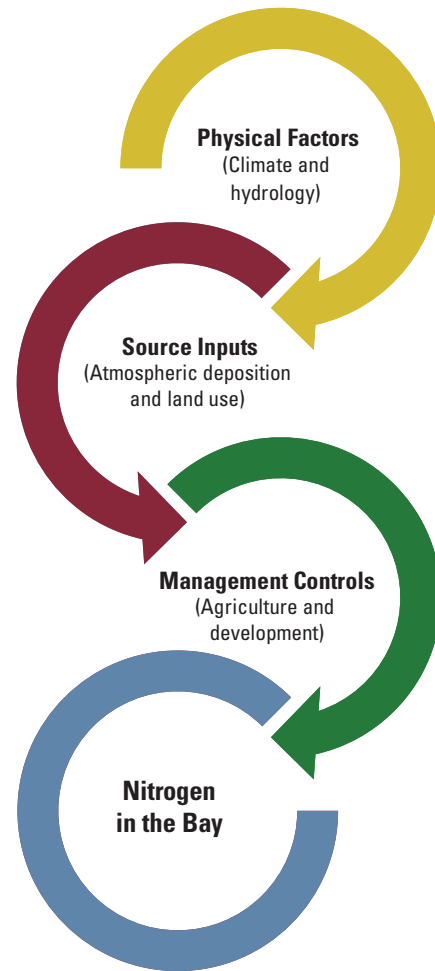 Physical Factors
(Climate and
hydrology)
Source Inputs
(Atmospheric deposition
and land use)
Management Controls
(Agriculture and
development)
Nitrogen
in the Bay